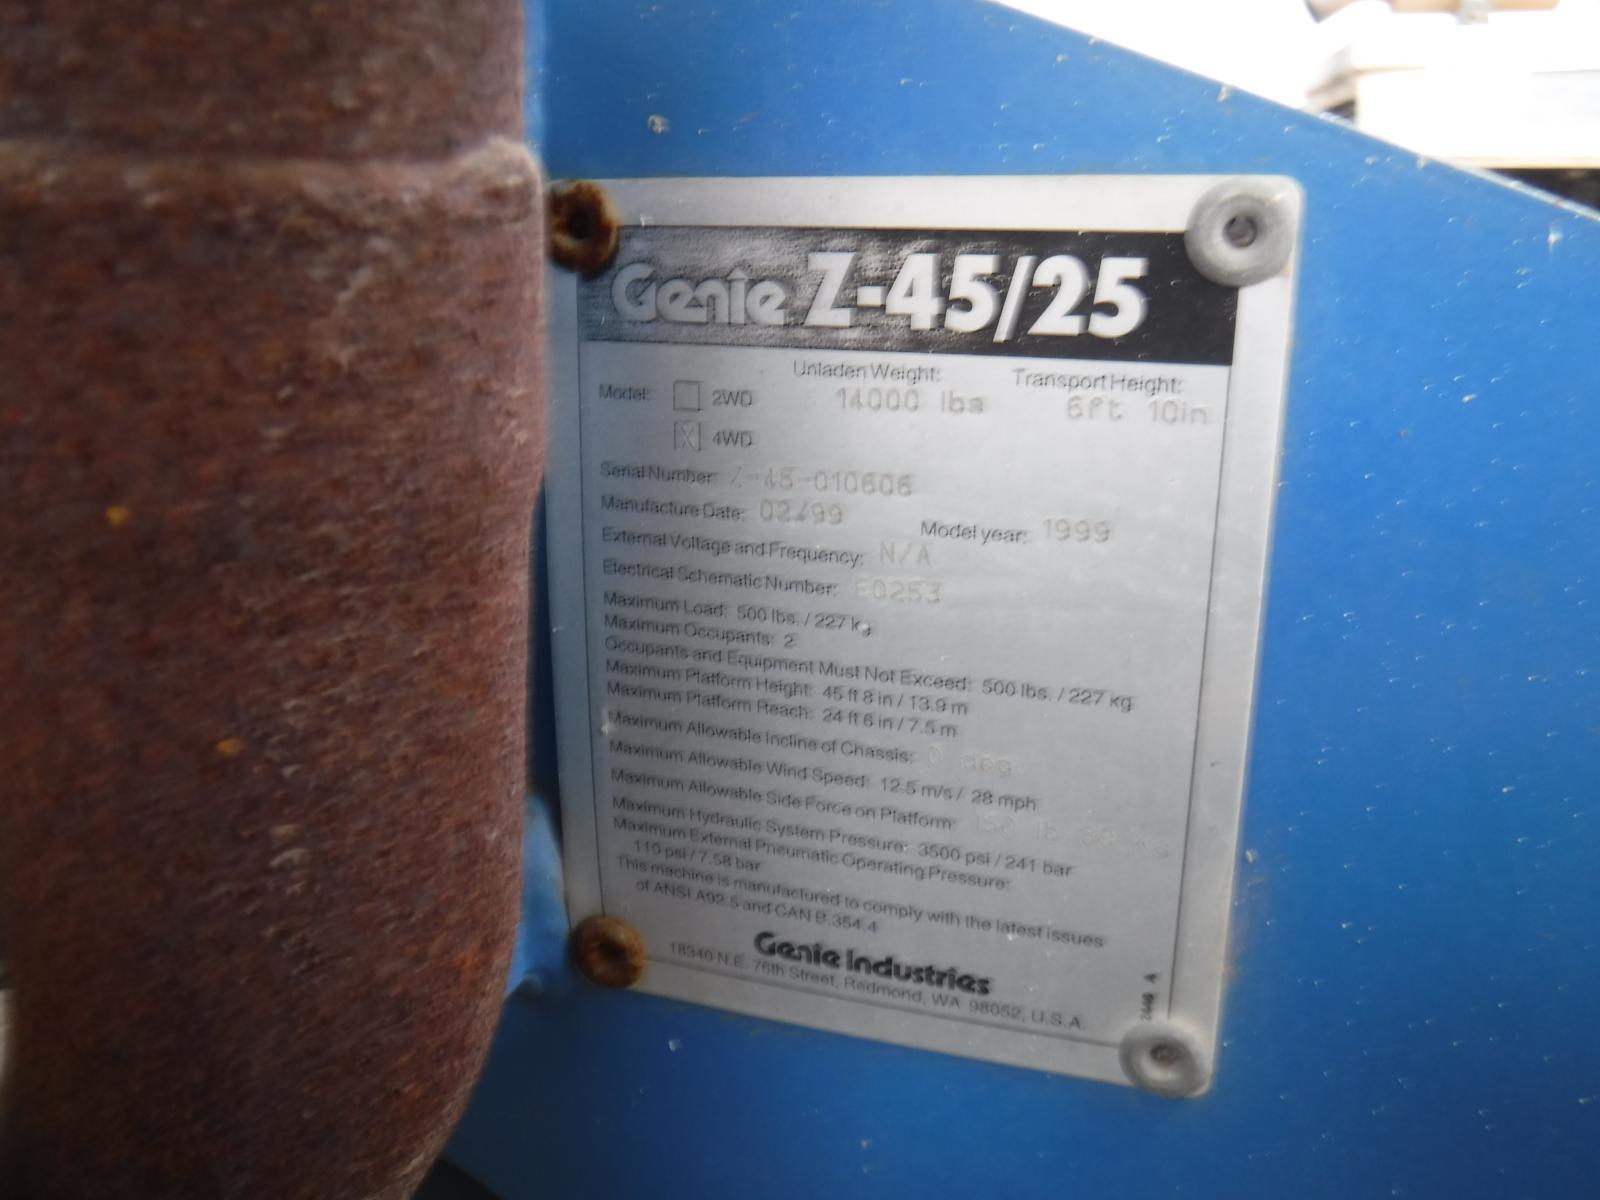 Genie Z-45/25
Model: 2WD Unladen Weight: 14000 lbs Transport Height: 6ft 10in
X 4WD
Serial Number: Z-45-010606
Manufacture Date: 02/99 Model year: 1999
External Voltage and Frequency: N/A
Electrical Schematic Number: E0253
Maximum Load: 500 lbs. / 227 kg
Maximum Occupants: 2
Occupants and Equipment Must Not Exceed: 500 lbs. / 227 kg
Maximum Platform Height: 45 ft 8 in / 13.9 m
Maximum Platform Reach: 24 ft 6 in / 7.5 m
Maximum Allowable Incline of Chassis: 0 deg.
Maximum Allowable Wind Speed: 12.5 m/s / 28 mph
Maximum Allowable Side Force on Platform: 150 lb/68 kg
Maximum Hydraulic System Pressure: 3500 psi / 241 bar
Maximum External Pneumatic Operating Pressure:
110 psi / 7.58 bar
This machine is manufactured to comply with the latest issues
of ANSI A92.5 and CAN B.354.4
Genie Industries
18340 N.E. 76th Street, Redmond, WA 98052, U.S.A.
A